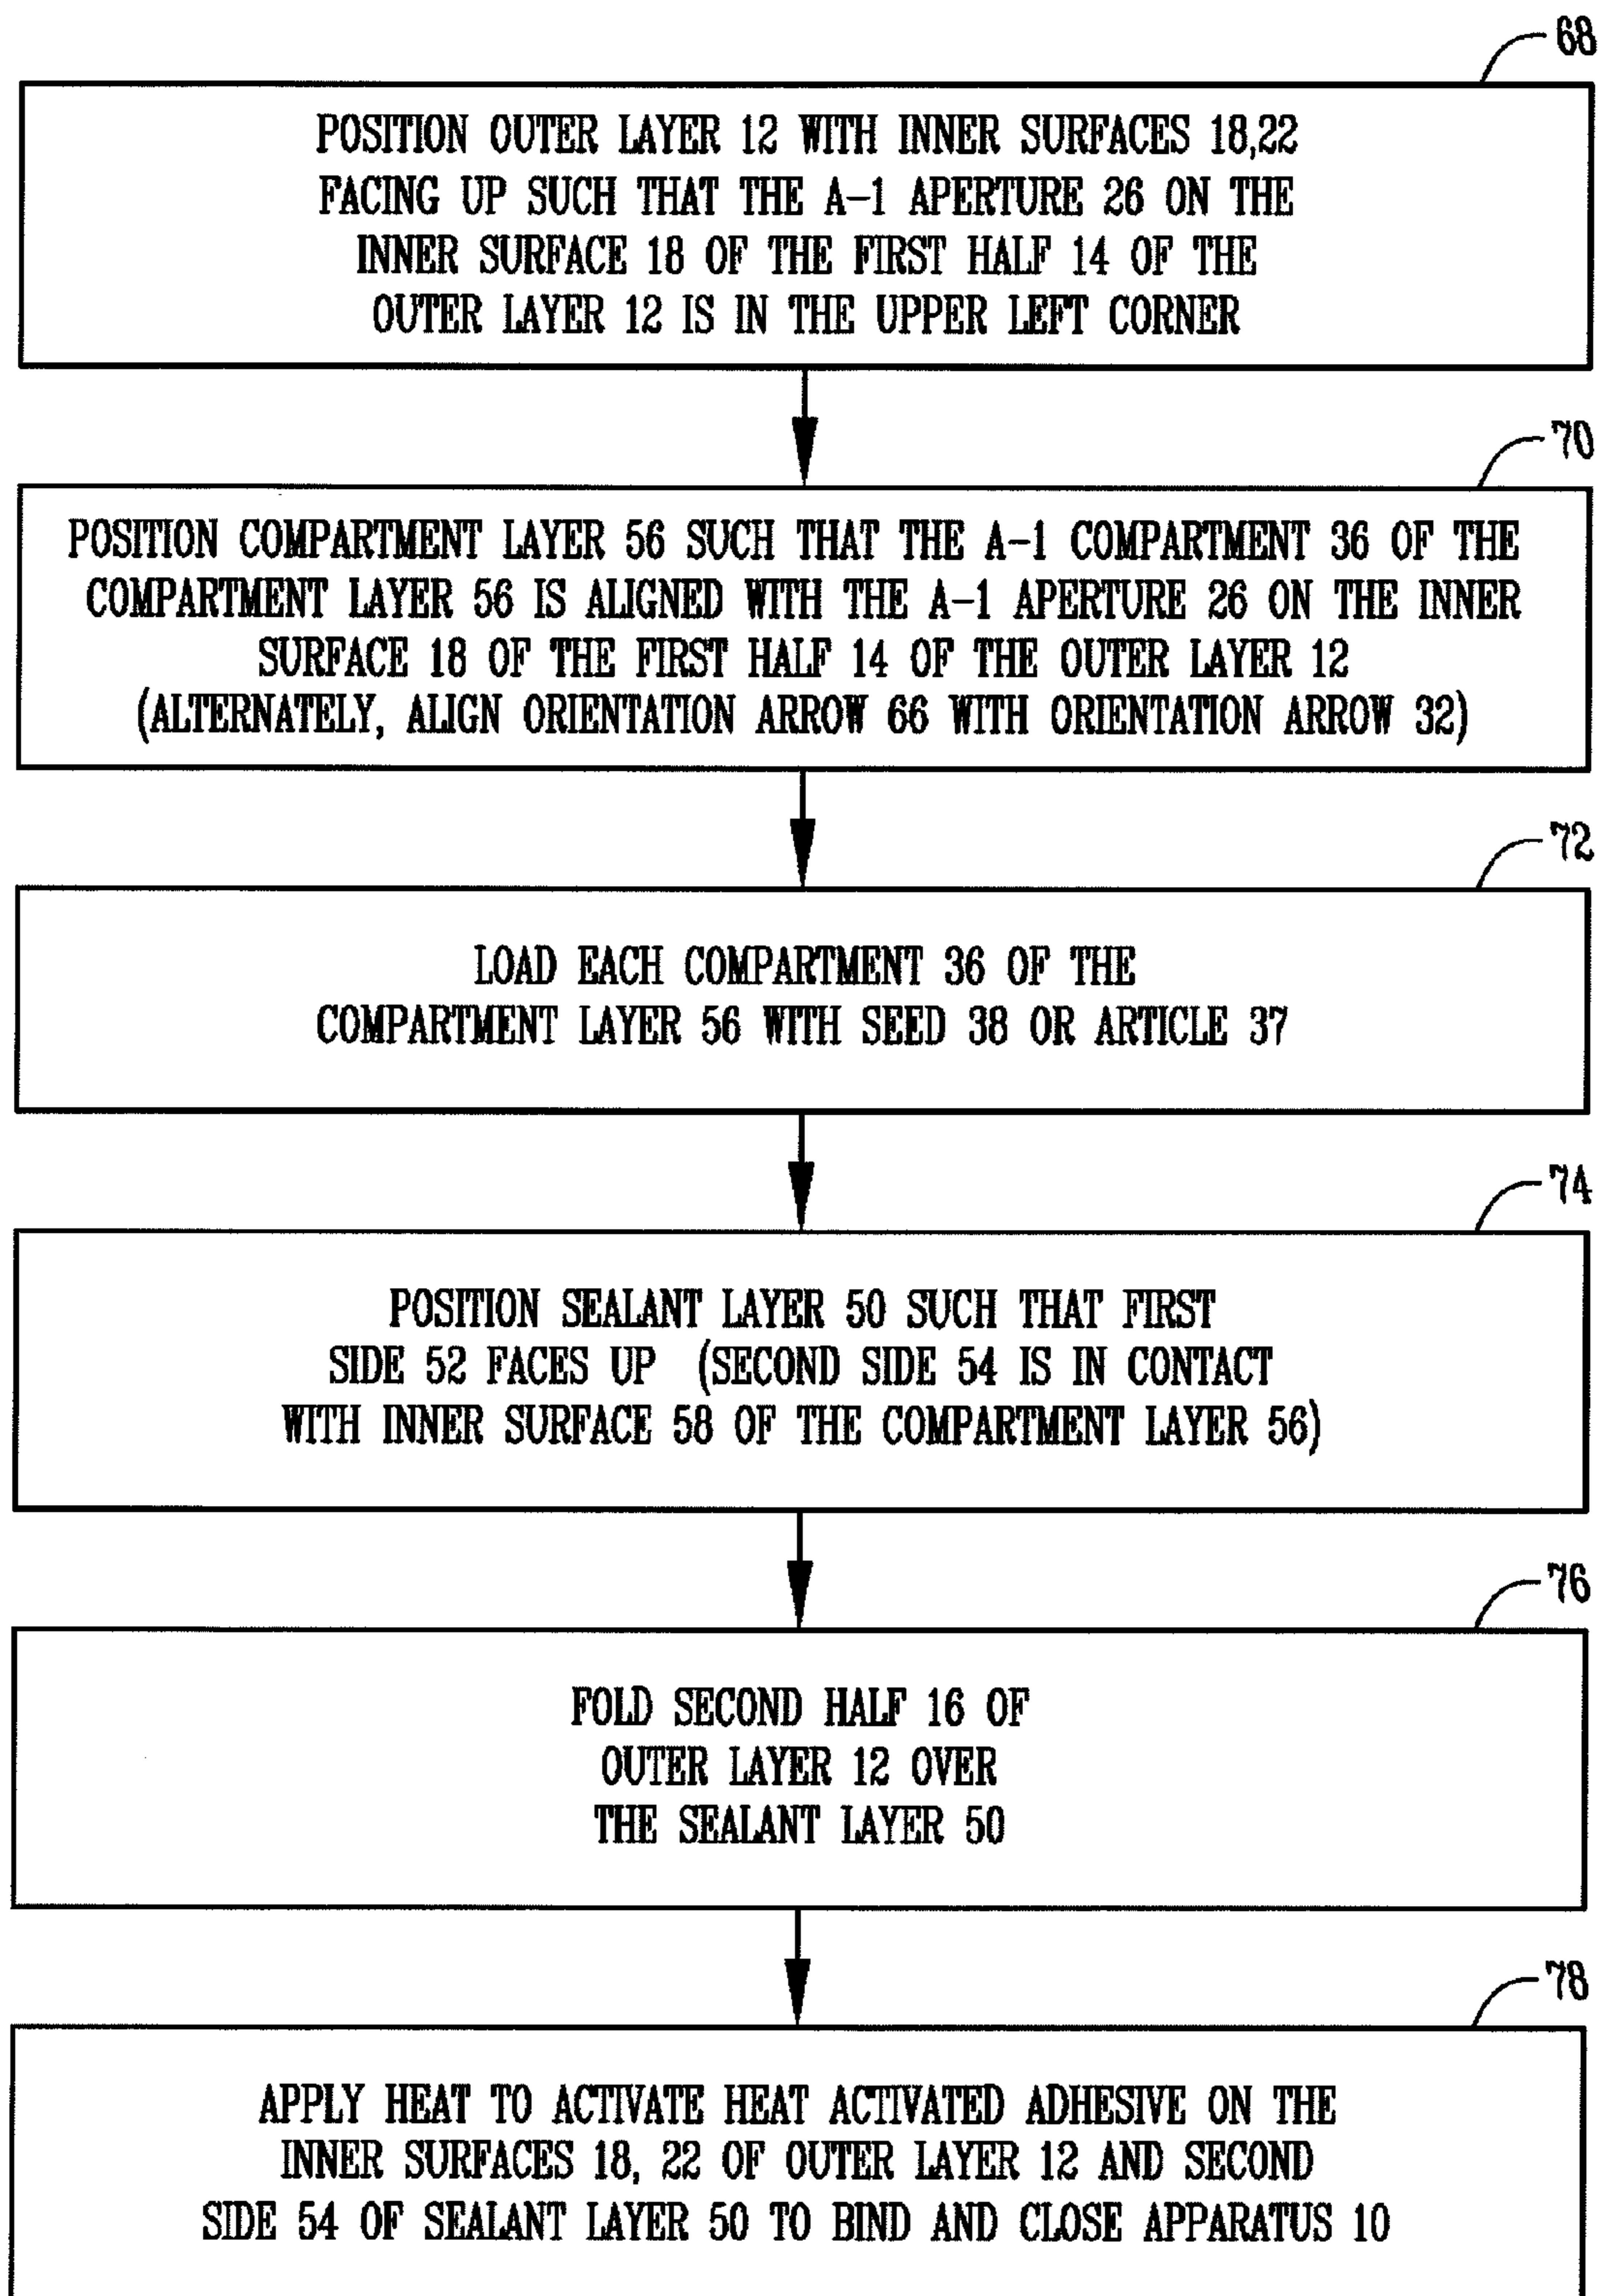 68
POSITION OUTER LAYER 12 WITH INNER SURFACES 18,22
FACING UP SUCH THAT THE A-1 APERTURE 26 ON THE
INNER SURFACE 18 OF THE FIRST HALF 14 OF THE
OUTER LAYER 12 IS IN THE UPPER LEFT CORNER
70
POSITION COMPARTMENT LAYER 56 SUCH THAT THE A-1 COMPARTMENT 36 OF THE
COMPARTMENT LAYER 56 IS ALIGNED WITH THE A-1 APERTURE 26 ON THE INNER
SURFACE 18 OF THE FIRST HALF 14 OF THE OUTER LAYER 12
(ALTERNATELY, ALIGN ORIENTATION ARROW 66 WITH ORIENTATION ARROW 32)
72
LOAD EACH COMPARTMENT 36 OF THE
COMPARTMENT LAYER 56 WITH SEED 38 OR ARTICLE 37
74
POSITION SEALANT LAYER 50 SUCH THAT FIRST
SIDE 52 FACES UP (SECOND SIDE 54 IS IN CONTACT
WITH INNER SURFACE 58 OF THE COMPARTMENT LAYER 56)
76
FOLD SECOND HALF 16 OF
OUTER LAYER 12 OVER
THE SEALANT LAYER 50
78
APPLY HEAT TO ACTIVATE HEAT ACTIVATED ADHESIVE ON THE
INNER SURFACES 18, 22 OF OUTER LAYER 12 AND SECOND
SIDE 54 OF SEALANT LAYER 50 TO BIND AND CLOSE APPARATUS 10